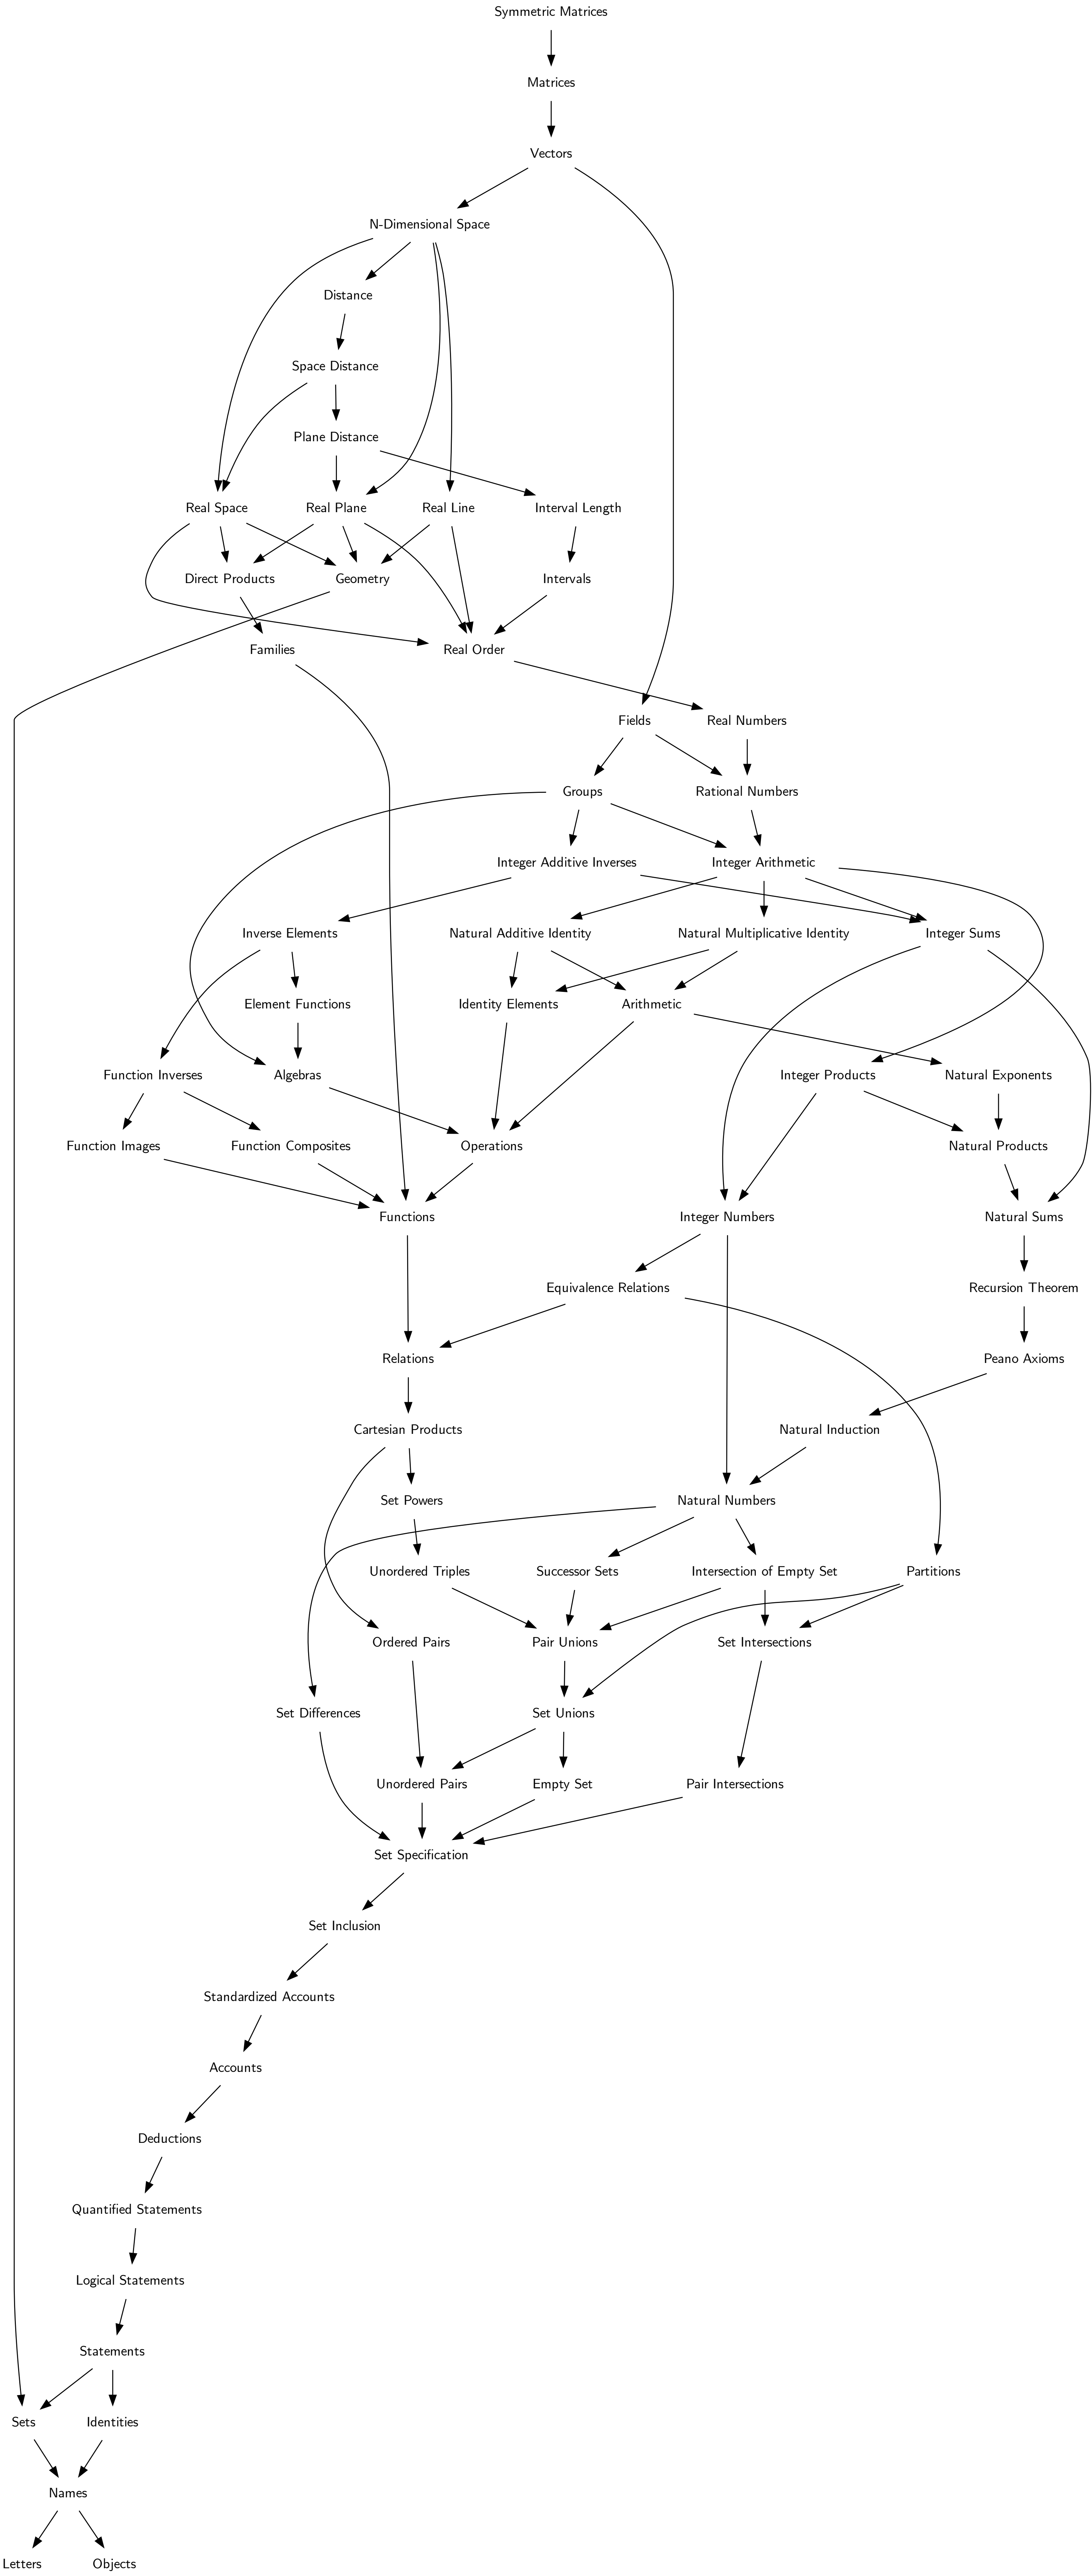 Symmetric Matrices
Matrices
Vectors
N-Dimensional Space
Distance
Space Distance
Plane Distance
Real Space
Real Plane
Real Line
Interval Length
Direct Products
Geometry
Intervals
Families
Real Order
Fields
Real Numbers
Groups
Rational Numbers
Integer Additive Inverses
Integer Arithmetic
Inverse Elements
Natural Additive Identity
Natural Multiplicative Identity
Integer Sums
Element Functions
Identity Elements
Arithmetic
Function Inverses
Algebras
Integer Products
Natural Exponents
Function Images
Function Composites
Operations
Natural Products
Functions
Integer Numbers
Natural Sums
Equivalence Relations
Recursion Theorem
Relations
Peano Axioms
Cartesian Products
Natural Induction
Set Powers
Natural Numbers
Unordered Triples
Successor Sets
Intersection of Empty Set
Partitions
Ordered Pairs
Pair Unions
Set Intersections
Set Differences
Set Unions
Unordered Pairs
Empty Set
Pair Intersections
Set Specification
Set Inclusion
Standardized Accounts
Accounts
Deductions
Quantified Statements
Logical Statements
Statements
Sets
Identities
Names
Letters
Objects